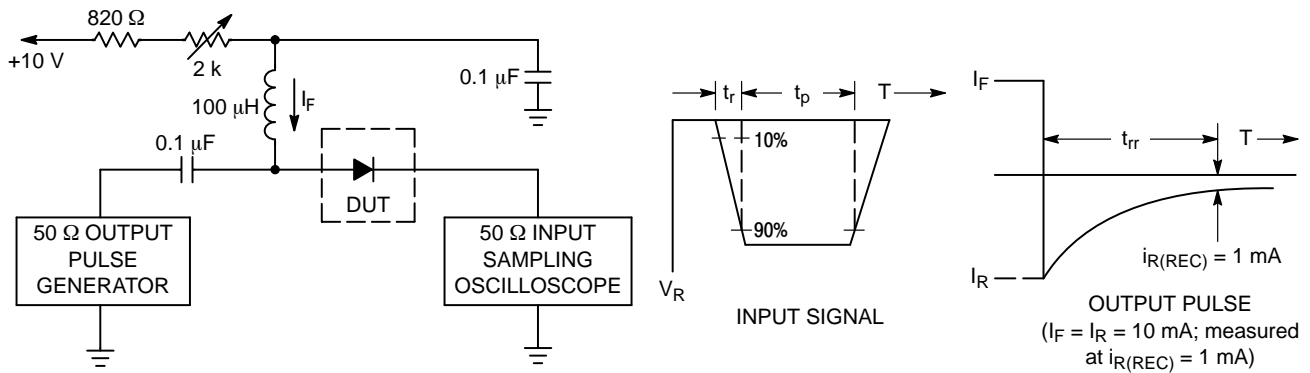 820 Ω
+10 V
2 k
0.1 μF
100 μH
I_F
0.1 μF
DUT
50 Ω OUTPUT
PULSE
GENERATOR
50 Ω INPUT
SAMPLING
OSCILLOSCOPE
t_r
t_p
T
10%
90%
V_R
INPUT SIGNAL
I_F
t_rr
T
i_R(REC) = 1 mA
I_R
OUTPUT PULSE
(I_F = I_R = 10 mA; measured
at i_R(REC) = 1 mA)